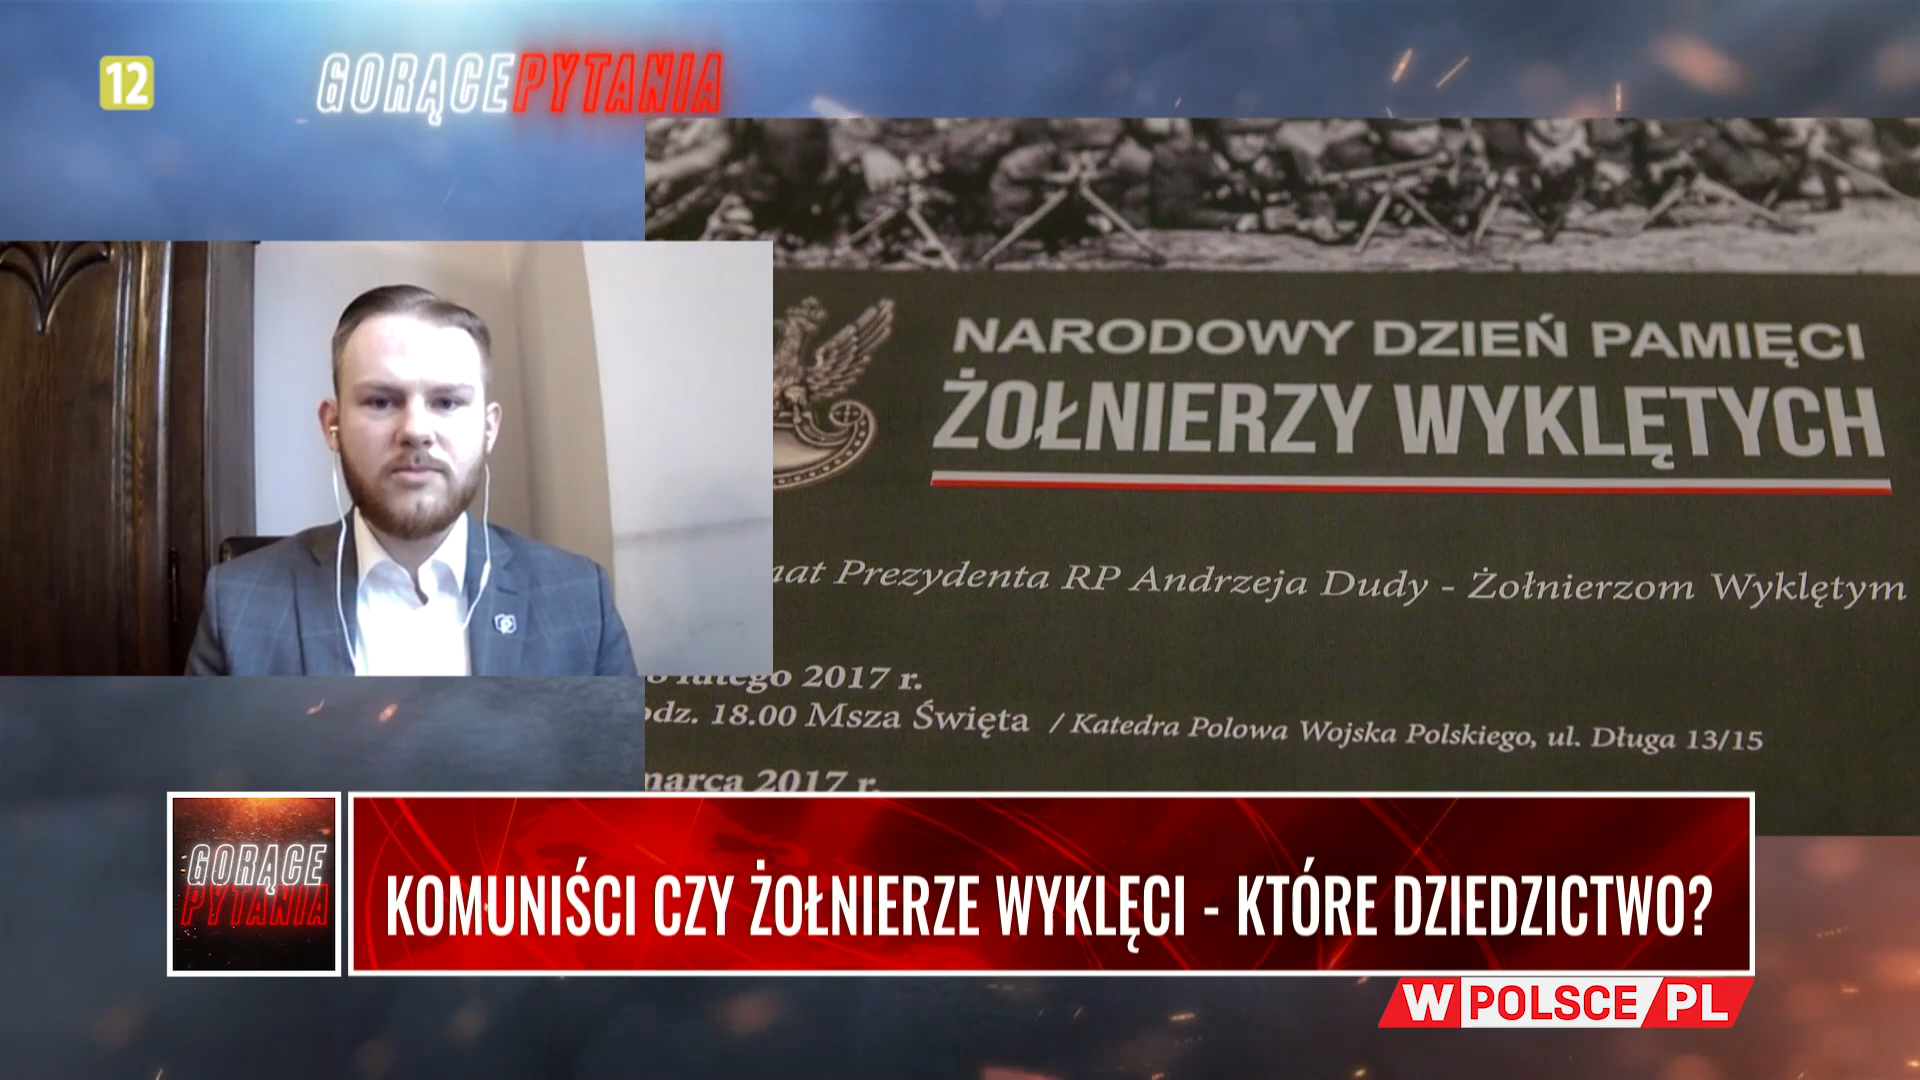 12
GORĄCE PYTANIA
NARODOWY DZIEŃ PAMIĘCI
ŻOŁNIERZY WYKLĘTYCH
Prezydenta RP Andrzeja Dudy - Żołnierzom Wyklętym
lutego 2017 r.
18.00 Msza Święta / Katedra Polowa Wojska Polskiego, ul. Długa 13/15
marca 2017 r.
GORĄCE
PYTANIA
KOMUNIŚCI CZY ŻOŁNIERZE WYKLĘCI - KTÓRE DZIEDZICTWO?
WPOLSCE/PL